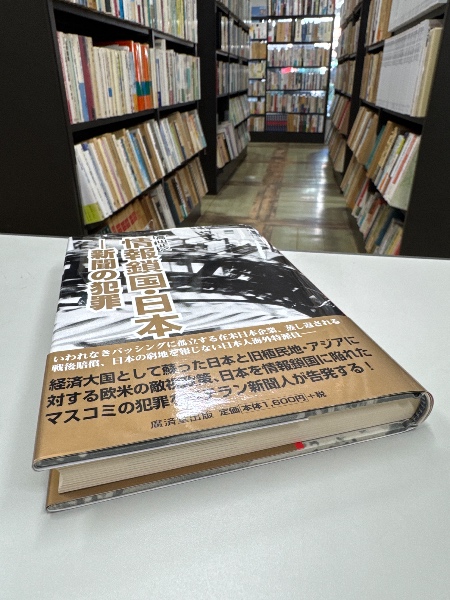 情報鎖国・日本
―新聞の犯罪
いわれなきバッシングに孤立する在米日本企業、蒸し返される
戦後賠償、日本の窮地を報じない日本人海外特派員――
経済大国として蘇った日本と旧植民地・アジアに
対する欧米の敵視政策、日本を情報鎖国に陥れた
マスコミの犯罪を ラン新聞人が告発する！
廣済堂出版 定価 本体1,600円+税